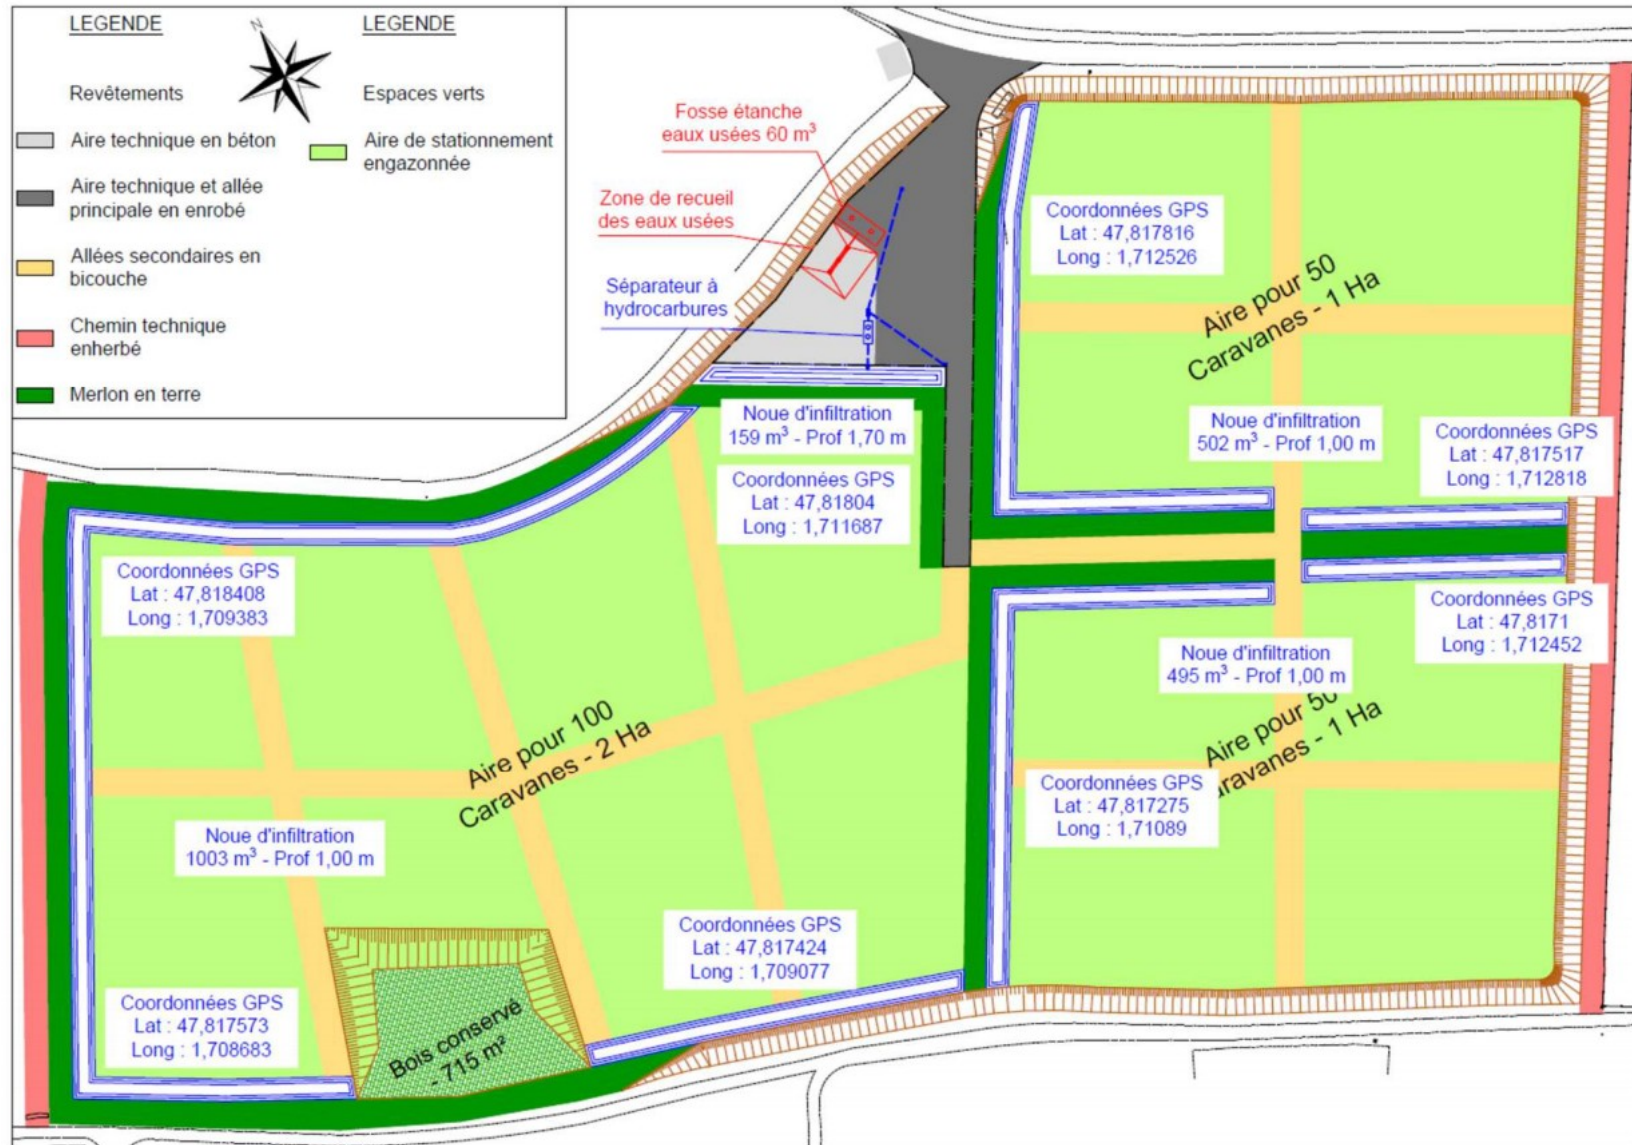 LEGENDE
LEGENDE
N
Revêtements
Espaces verts
Aire technique en béton
Aire de stationnement
engazonnée
Aire technique et allée
principale en enrobé
Allées secondaires en
bicouche
Chemin technique
enherbé
Merlon en terre
Fosse étanche
eaux usées 60 m³
Zone de recueil
des eaux usées
Séparateur à
hydrocarbures
Coordonnées GPS
Lat : 47,817816
Long : 1,712526
Aire pour 50
Caravanes - 1 Ha
Noue d'infiltration
159 m³ - Prof 1,70 m
Noue d'infiltration
502 m³ - Prof 1,00 m
Coordonnées GPS
Lat : 47,817517
Long : 1,712818
Coordonnées GPS
Lat : 47,81804
Long : 1,711687
Coordonnées GPS
Lat : 47,818408
Long : 1,709383
Coordonnées GPS
Lat : 47,8171
Long : 1,712452
Noue d'infiltration
495 m³ - Prof 1,00 m
Aire pour 50
aravanes - 1 Ha
Aire pour 100
Caravanes - 2 Ha
Coordonnées GPS
Lat : 47,817275
Long : 1,71089
Noue d'infiltration
1003 m³ - Prof 1,00 m
Coordonnées GPS
Lat : 47,817424
Long : 1,709077
Coordonnées GPS
Lat : 47,817573
Long : 1,708683
Bois conservé
- 715 m²